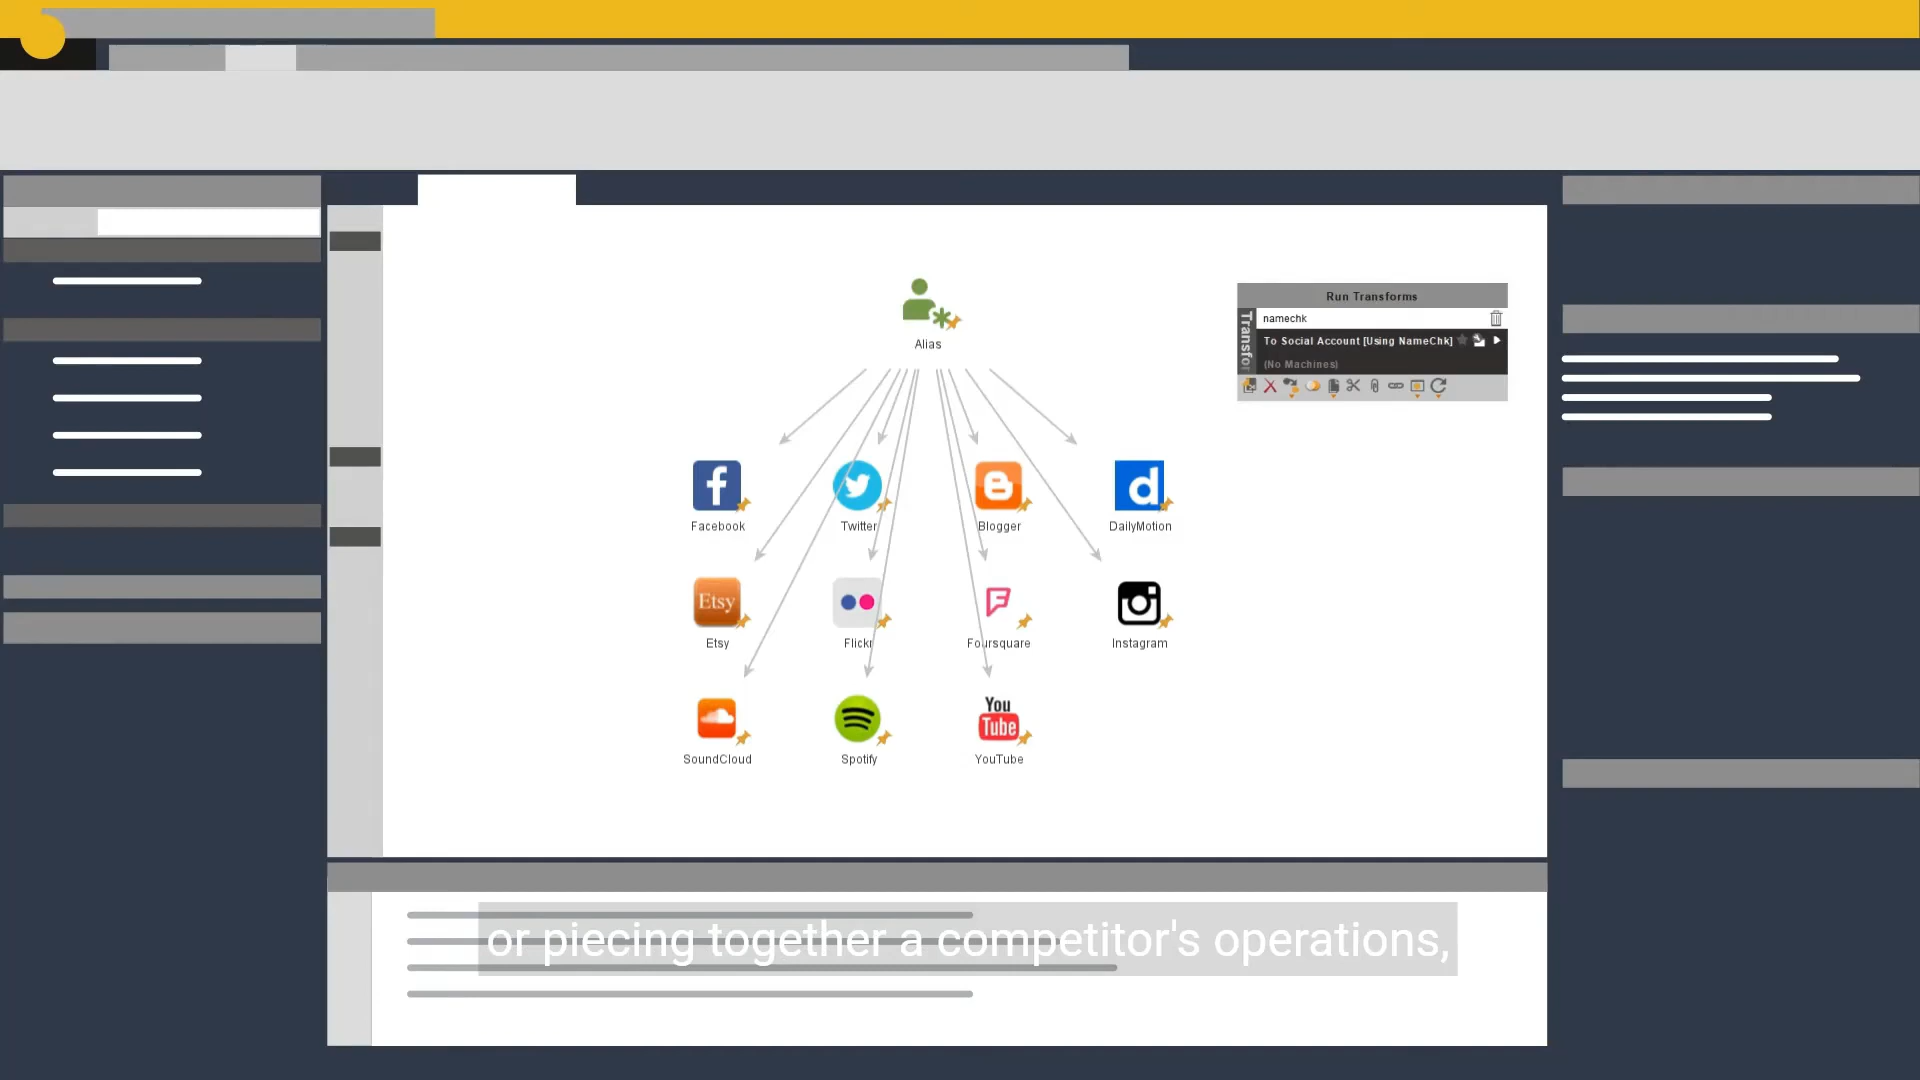 Alias
Run Transforms
Transfor
namechk
To Social Account [Using NameChk]
(No Machines)
Facebook
Twitter
Blogger
DailyMotion
Etsy
Etsy
Flickr
Foursquare
Instagram
You
Tube
SoundCloud
Spotify
YouTube
or piecing together a competitor's operations,